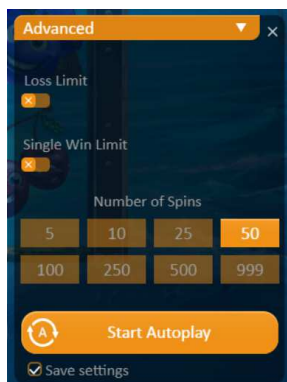 Advanced
Loss Limit
Single Win Limit
Number of Spins
5 10 25 50
100 250 500 999
A Start Autoplay
Save settings